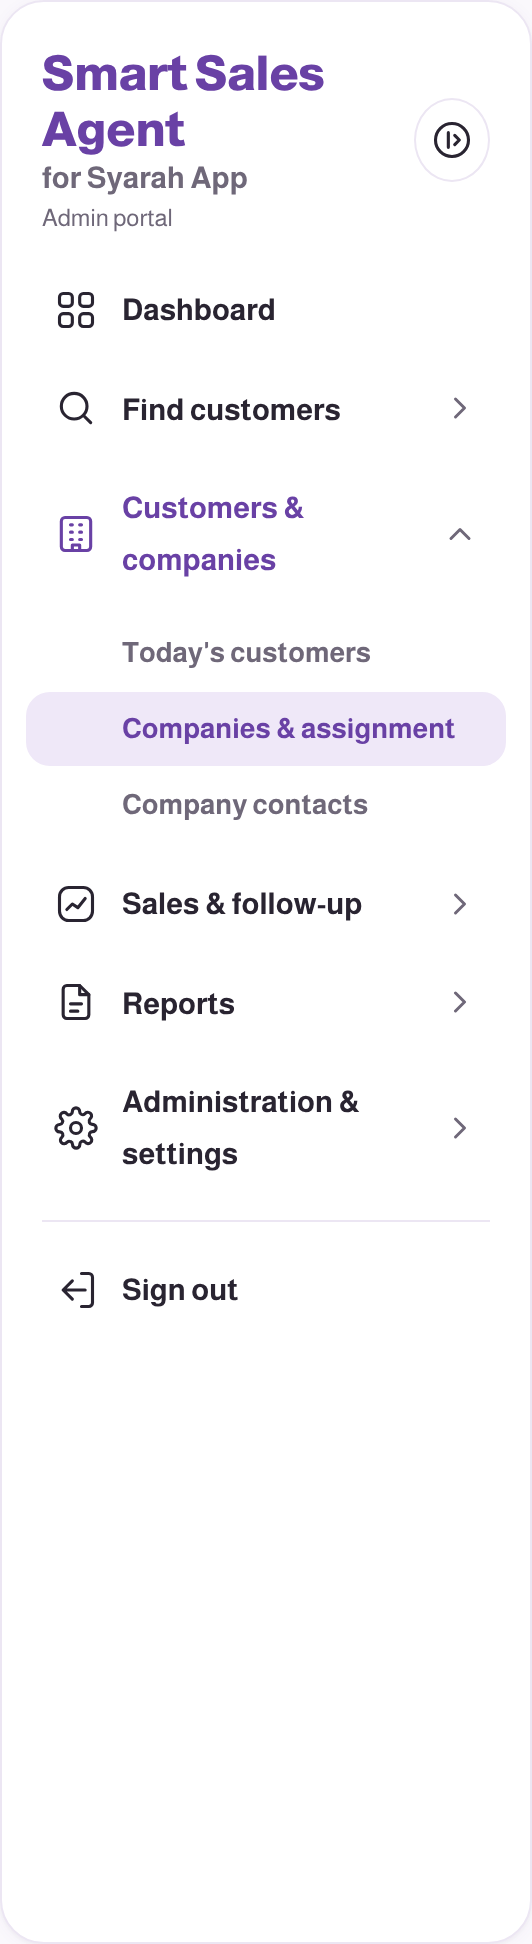 Smart Sales
Agent
for Syarah App
Admin portal
Dashboard
Find customers
Customers &
companies
Today's customers
Companies & assignment
Company contacts
Sales & follow-up
Reports
Administration &
settings
Sign out